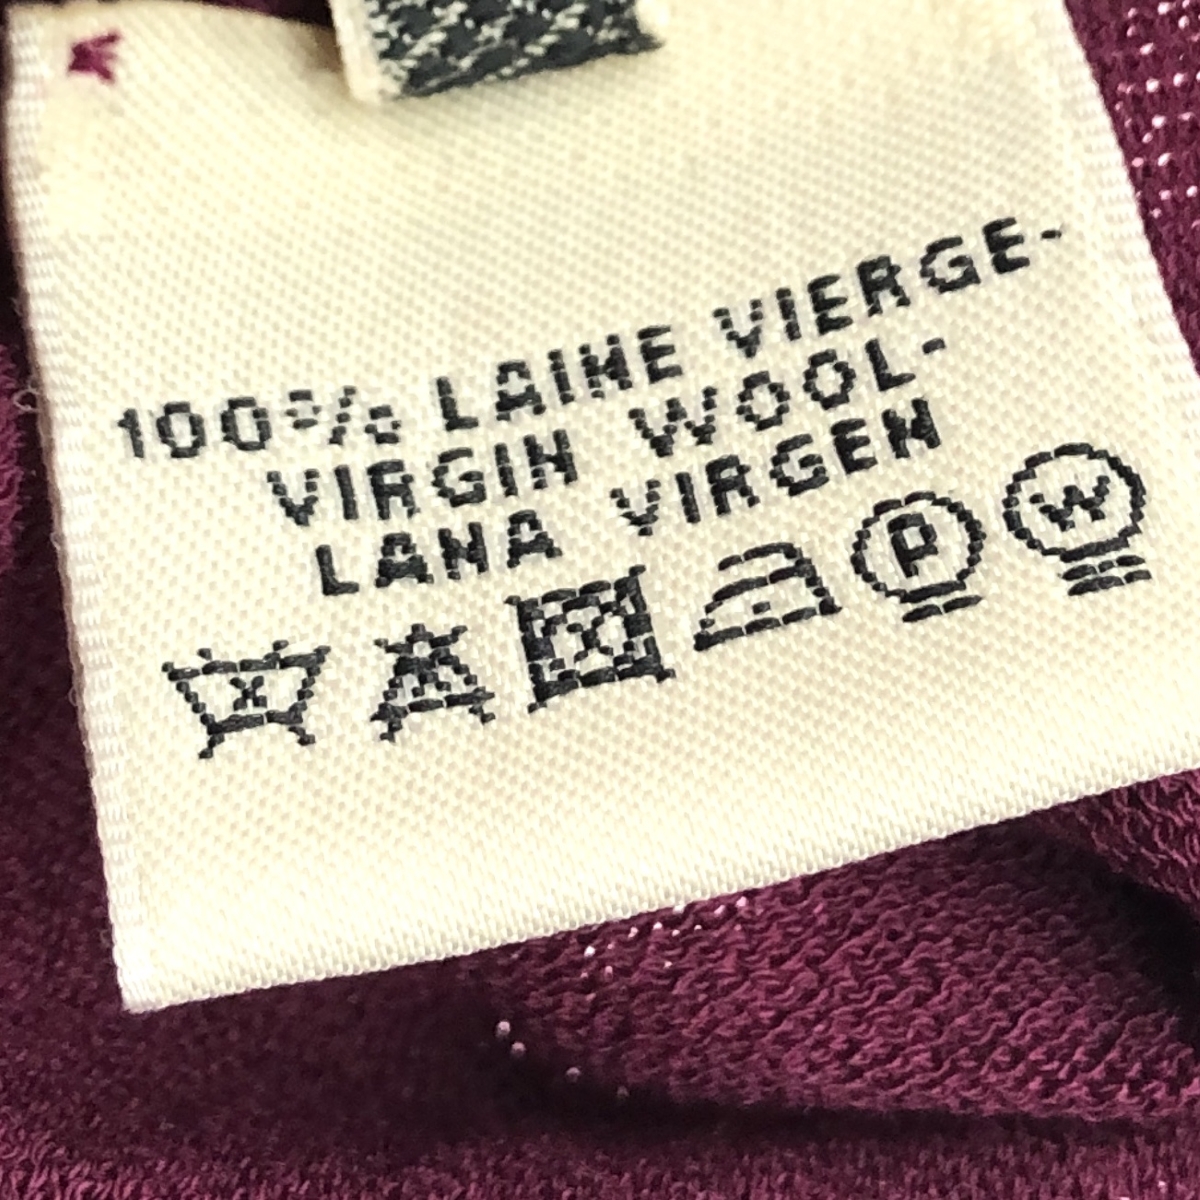 100% LAINE VIERGE-
VIRGIN WOOL-
LANA VIRGEN
P W